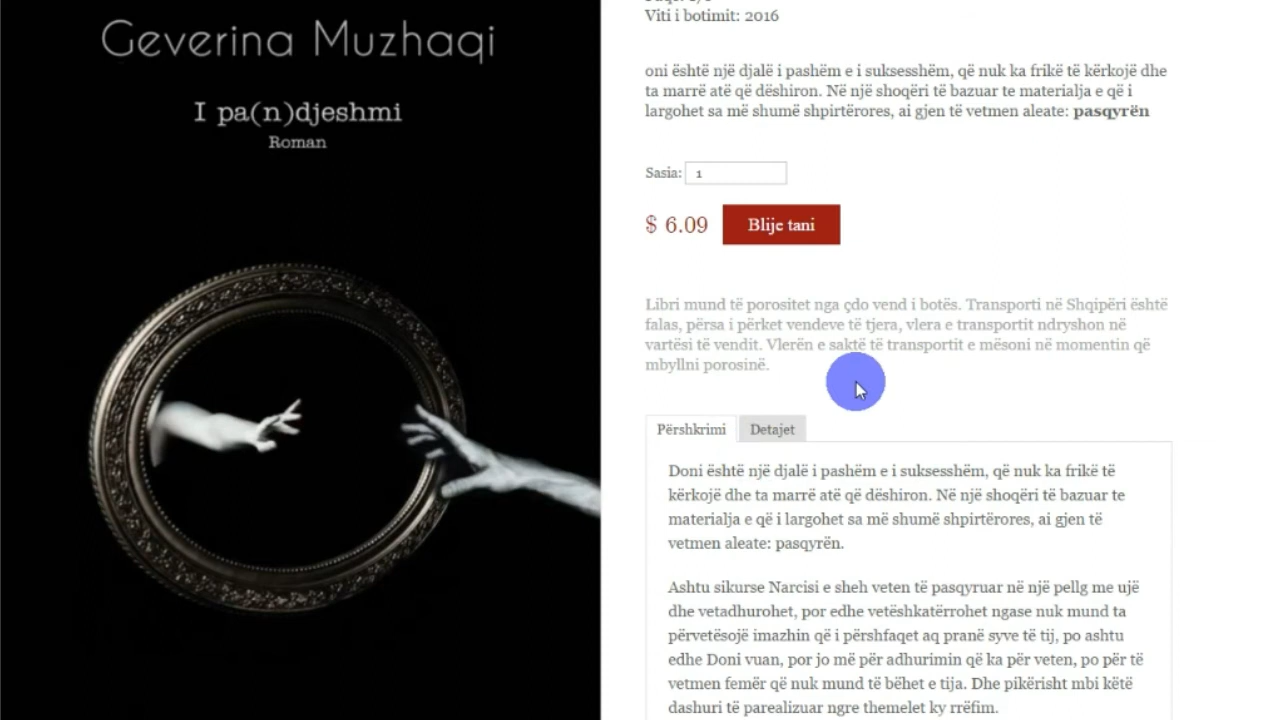 Geverina Muzhaqi
I pa(n)djeshmi
Roman
Viti i botimit: 2016
oni është një djalë i pashëm e i suksesshëm, që nuk ka frikë të kërkojë dhe
ta marrë atë që dëshiron. Në një shoqëri të bazuar te materialja e që i
largohet sa më shumë shpirtërores, ai gjen të vetmen aleate: pasqyrën
Sasia: 1
$ 6.09 Blije tani
Libri mund të porositet nga çdo vend i botës. Transporti në Shqipëri është
falas, përsa i përket vendeve të tjera, vlera e transportit ndryshon në
vartësi të vendit. Vlerën e saktë të transportit e mësoni në momentin që
mbyllni porosinë.
Përshkrimi Detajet
Doni është një djalë i pashëm e i suksesshëm, që nuk ka frikë të
kërkojë dhe ta marrë atë që dëshiron. Në një shoqëri të bazuar te
materialja e që i largohet sa më shumë shpirtërores, ai gjen të
vetmen aleate: pasqyrën.
Ashtu sikurse Narcisi e sheh veten të pasqyruar në një pellg me ujë
dhe vetadhurohet, por edhe vetëshkatërrohet ngase nuk mund ta
përvetësojë imazhin që i përshfaqet aq pranë syve të tij, po ashtu
edhe Doni vuan, por jo më për adhurimin që ka për veten, po për të
vetmen femër që nuk mund të bëhet e tija. Dhe pikërisht mbi këtë
dashuri të parealizuar ngre themelet ky rrëfim.